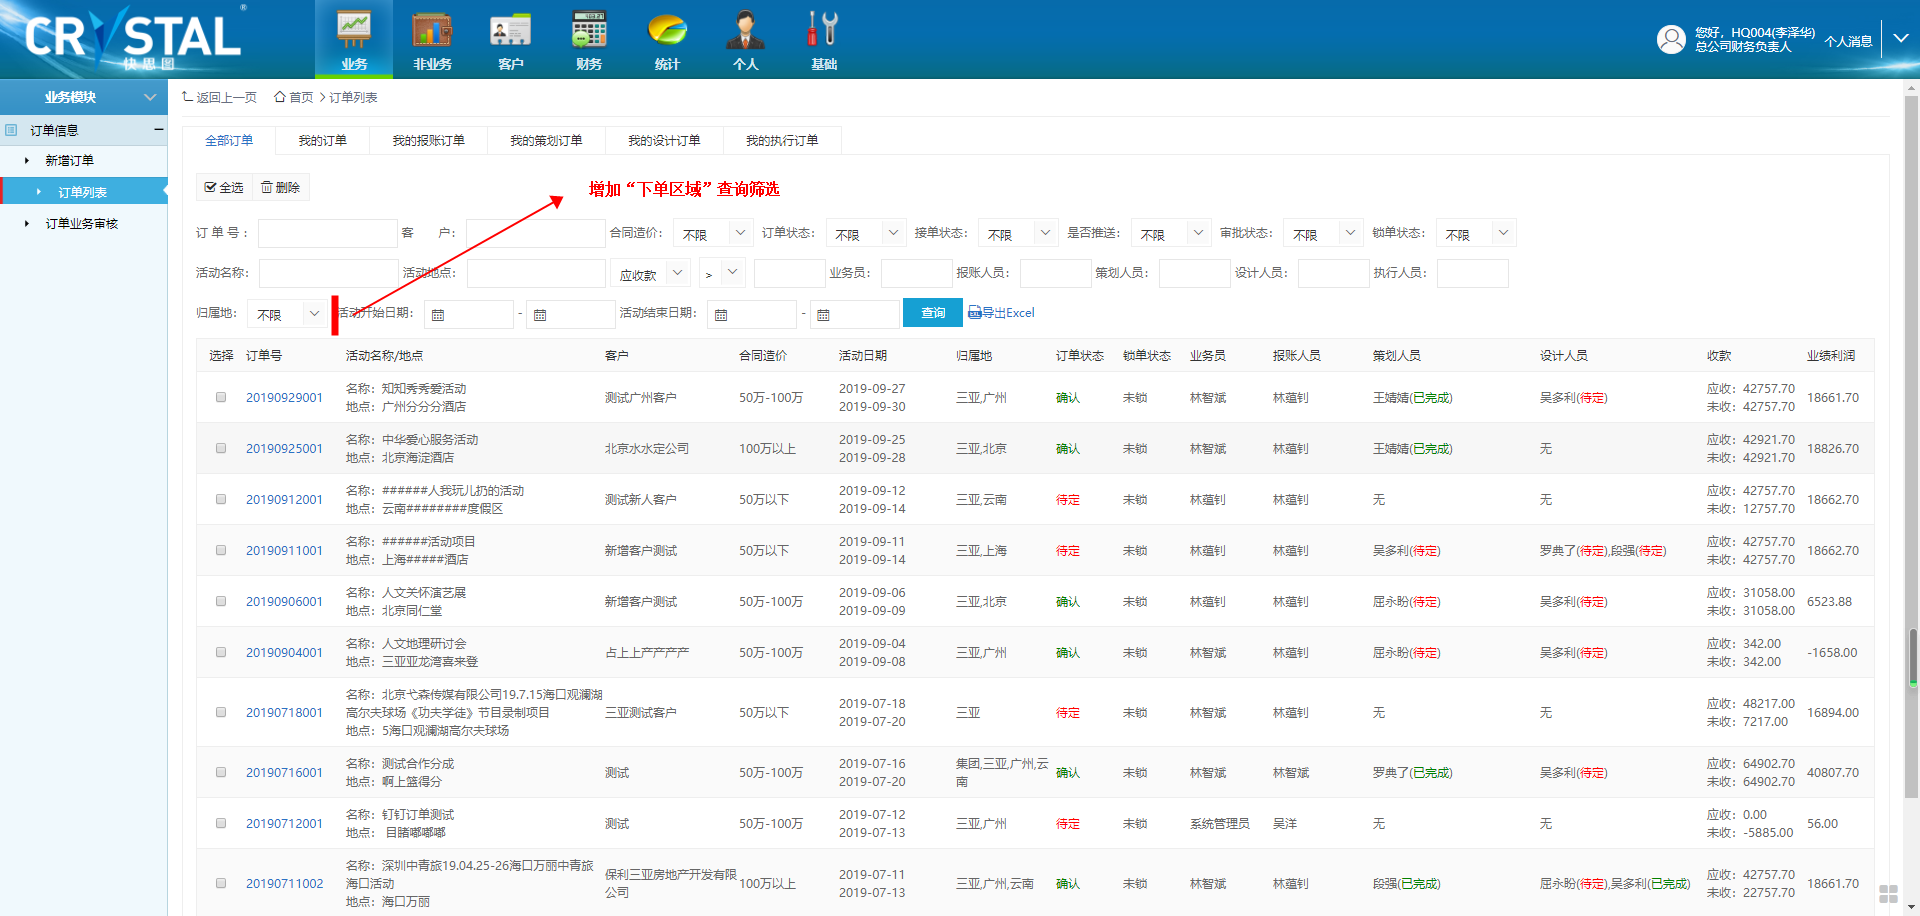 CRYSTAL ®
快思图
业务 非业务 客户 财务 统计 个人 基础
您好，HQ004(李泽华)
总公司财务负责人
个人消息
业务模块
订单信息
新增订单
订单列表
订单业务审核
返回上一页 首页 > 订单列表
全部订单 我的订单 我的报账订单 我的策划订单 我的设计订单 我的执行订单
全选 删除
增加“下单区域”查询筛选
订 单 号： 客 户： 合同造价： 不限 订单状态： 不限 接单状态： 不限 是否推送： 不限 审批状态： 不限 锁单状态： 不限
活动名称： 活动地点： 应收款 > 业务员： 报账人员： 策划人员： 设计人员： 执行人员：
归属地： 不限 活动开始日期： - 活动结束日期： - 查询 导出Excel
选择 订单号 活动名称/地点 客户 合同造价 活动日期 归属地 订单状态 锁单状态 业务员 报账人员 策划人员 设计人员 收款 业绩利润
名称：知知秀秀爱活动 2019-09-27 应收：42757.70
20190929001 测试广州客户 50万-100万 三亚,广州 确认 未锁 林智斌 林蕴钊 王婧婧(已完成) 吴多利(待定) 18661.70
地点：广州分分分酒店 2019-09-30 未收：42757.70
名称：中华爱心服务活动 2019-09-25 应收：42921.70
20190925001 北京水水定公司 100万以上 三亚,北京 确认 未锁 林智斌 林蕴钊 王婧婧(已完成) 无 18826.70
地点：北京海淀酒店 2019-09-28 未收：42921.70
名称：######人我玩儿扔的活动 2019-09-12 应收：42757.70
20190912001 测试新人客户 50万以下 三亚,云南 待定 未锁 林蕴钊 林蕴钊 无 无 18662.70
地点：云南########度假区 2019-09-14 未收：12757.70
名称：######活动项目 2019-09-11 应收：42757.70
20190911001 新增客户测试 50万以下 三亚,上海 待定 未锁 林蕴钊 林蕴钊 吴多利(待定) 罗典了(待定),段强(待定) 18662.70
地点：上海#####酒店 2019-09-14 未收：42757.70
名称：人文关怀演艺展 2019-09-06 应收：31058.00
20190906001 新增客户测试 50万-100万 三亚,北京 确认 未锁 林蕴钊 林蕴钊 屈永盼(待定) 吴多利(待定) 6523.88
地点：北京同仁堂 2019-09-09 未收：31058.00
名称：人文地理研讨会 2019-09-04 应收：342.00
20190904001 占上上产产产产 50万-100万 三亚,广州 确认 未锁 林智斌 林蕴钊 屈永盼(待定) 吴多利(待定) -1658.00
地点：三亚亚龙湾喜来登 2019-09-08 未收：342.00
名称：北京弋森传媒有限公司19.7.15海口观澜湖 2019-07-18 应收：48217.00
20190718001 高尔夫球场《功夫学徒》节目录制项目 三亚测试客户 50万以下 三亚 待定 未锁 林智斌 林蕴钊 无 无 16894.00
地点：5海口观澜湖高尔夫球场 2019-07-20 未收：7217.00
名称：测试合作分成 2019-07-16 集团,三亚,广州,云 应收：64902.70
20190716001 测试 50万-100万 确认 未锁 林智斌 林智斌 罗典了(已完成) 吴多利(待定) 40807.70
地点：啊上篮得分 2019-07-20 南 未收：64902.70
名称：钉钉订单测试 2019-07-12 应收：0.00
20190712001 测试 50万-100万 三亚,广州 待定 未锁 系统管理员 吴洋 无 无 56.00
地点： 目睹嘟嘟嘟 2019-07-13 未收：-5885.00
名称：深圳中青旅19.04.25-26海口万丽中青旅 保利三亚房地产开发有限 2019-07-11 应收：42757.70
20190711002 海口活动 100万以上 三亚,广州,云南 确认 未锁 林智斌 林蕴钊 段强(已完成) 屈永盼(待定),吴多利(已完成) 18661.70
地点：海口万丽 公司 2019-07-13 未收：22757.70